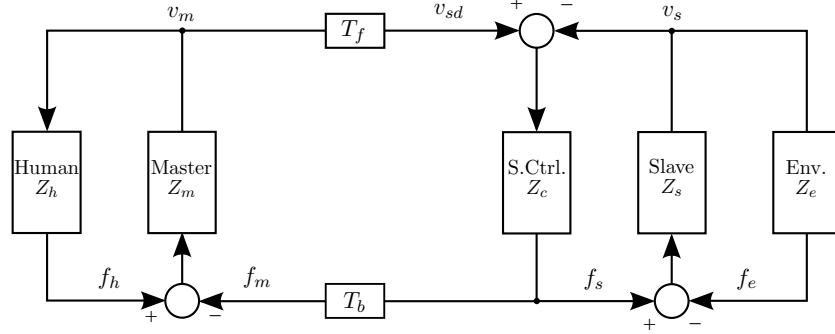 v_m
v_sd
v_s
+
−
T_f
Human
Z_h
Master
Z_m
S.Ctrl.
Z_c
Slave
Z_s
Env.
Z_e
f_h
f_m
f_s
f_e
T_b
+
−
+
−